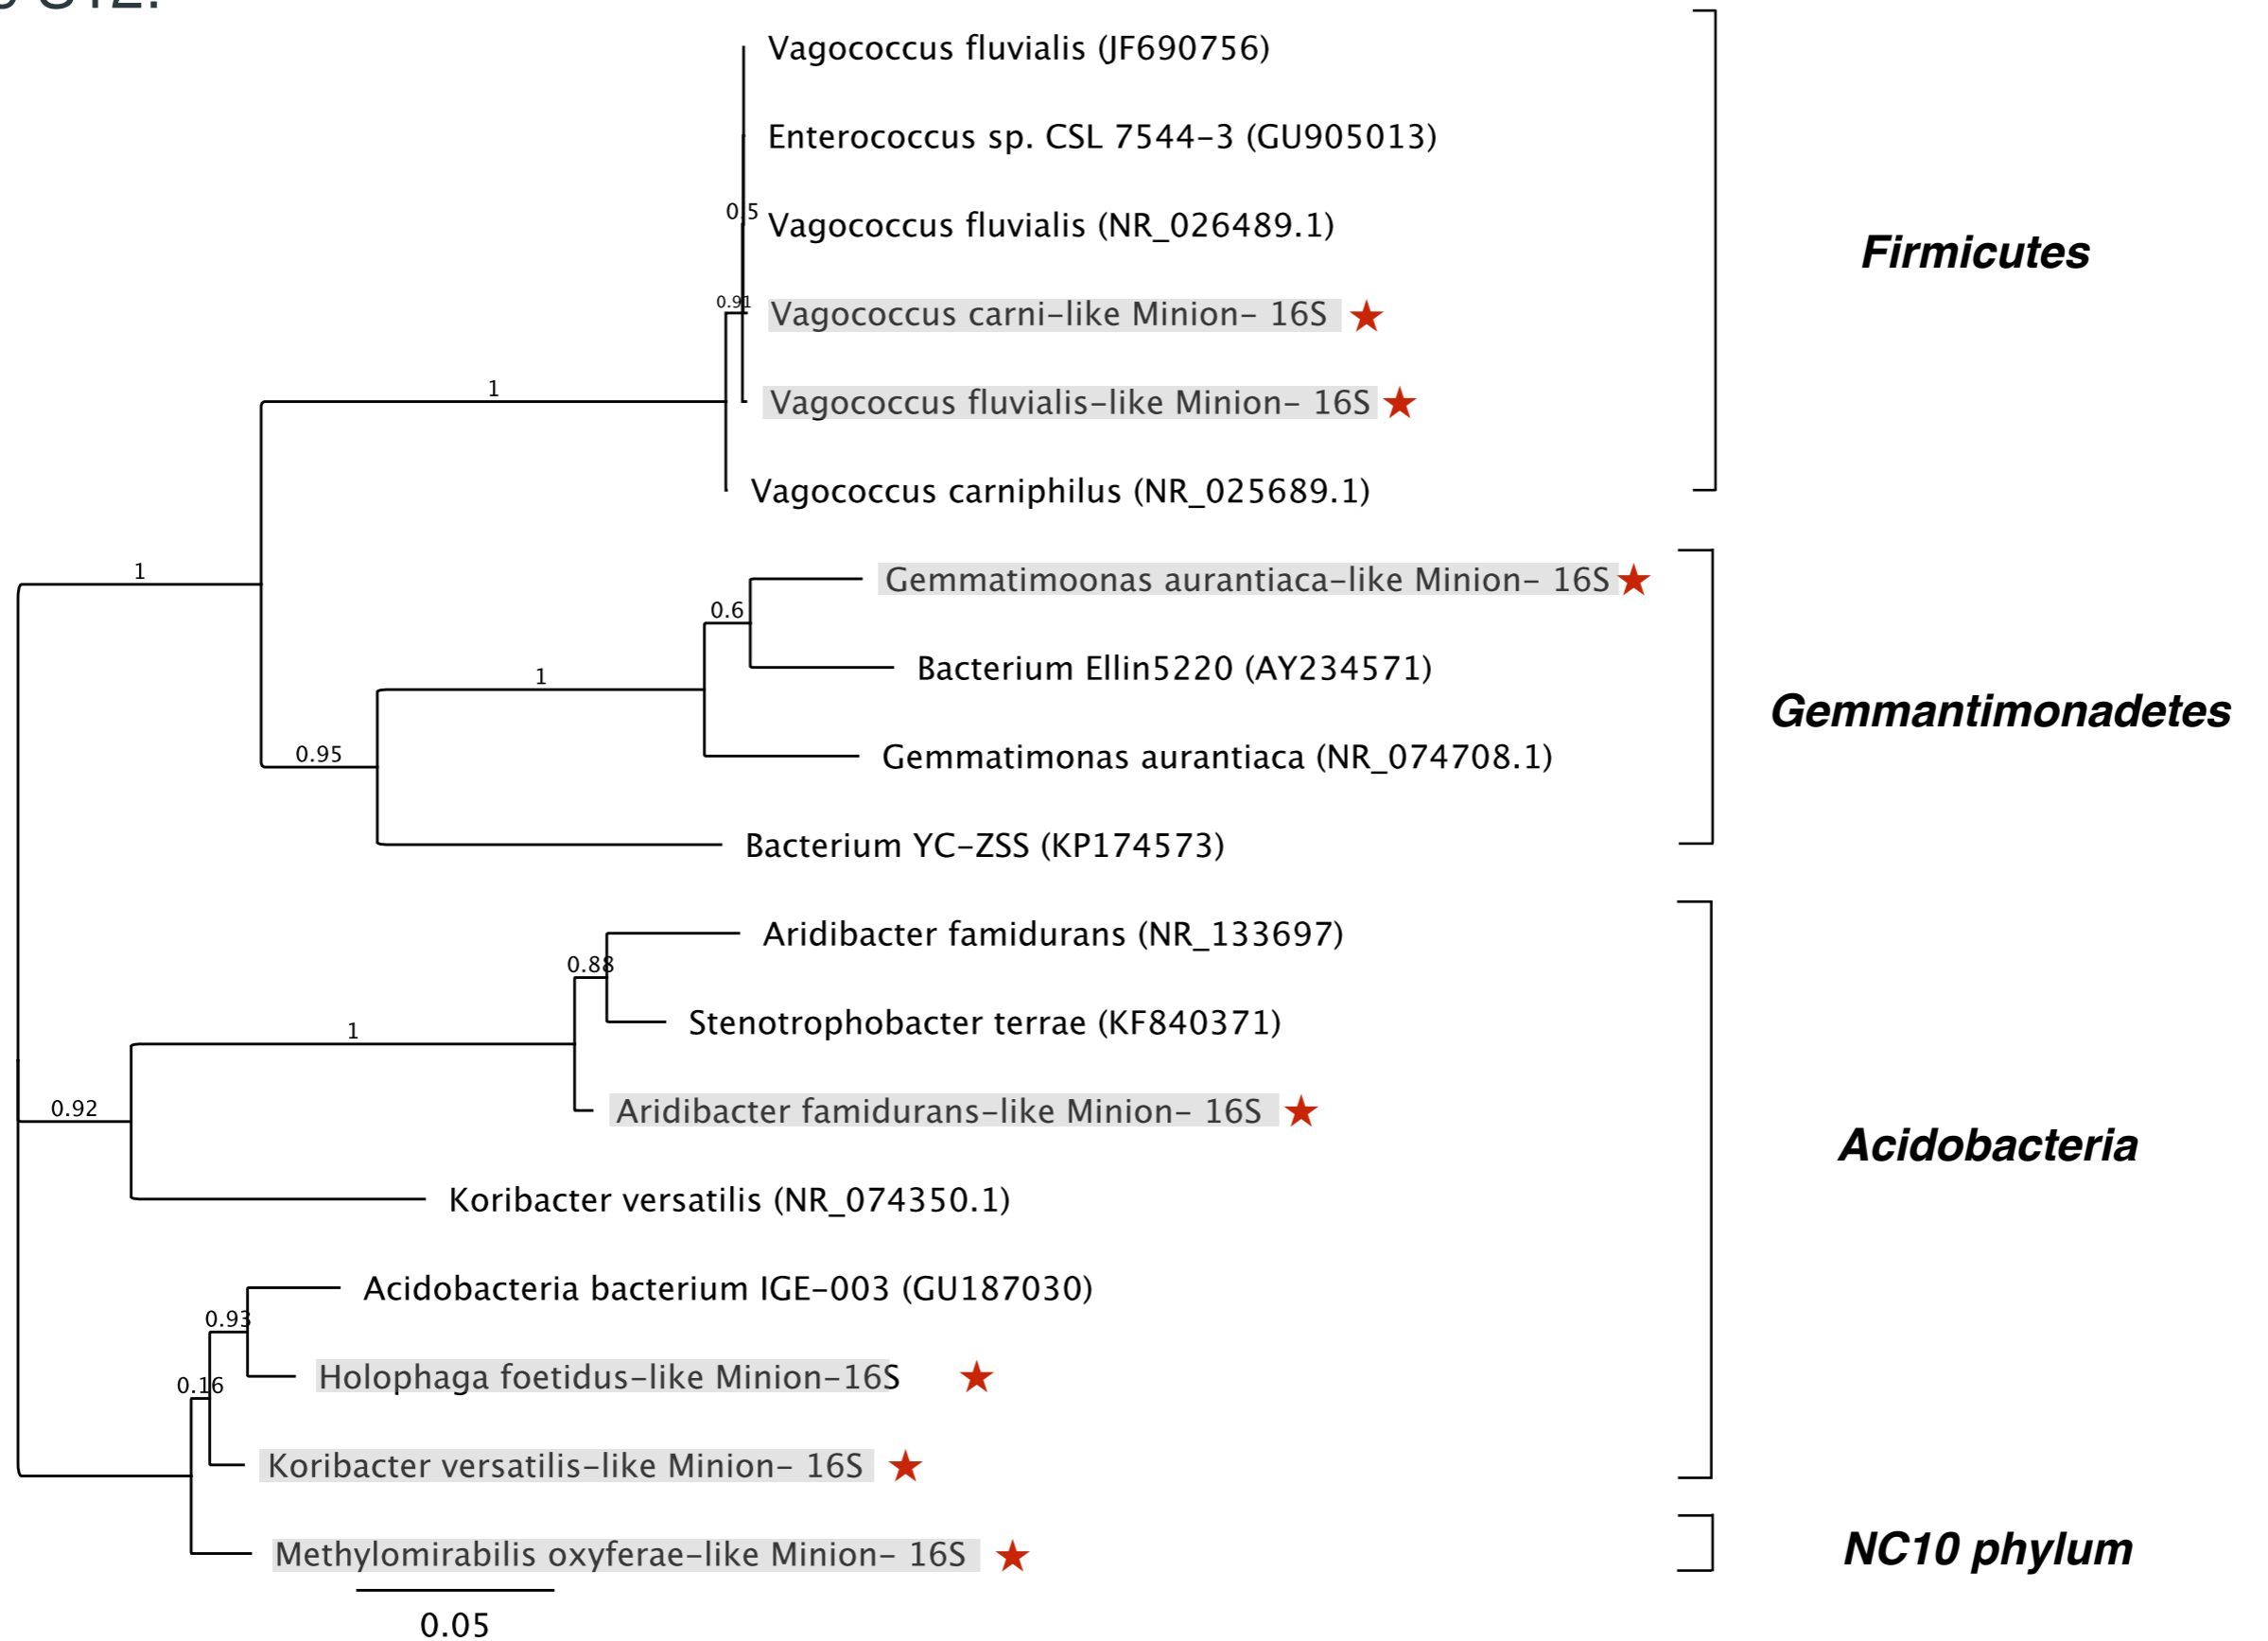 Vagococcus fluvialis (JF690756)
Enterococcus sp. CSL 7544-3 (GU905013)
0.5
Vagococcus fluvialis (NR_026489.1)
Firmicutes
0.91
Vagococcus carni-like Minion- 16S
1
Vagococcus fluvialis-like Minion- 16S
Vagococcus carniphilus (NR_025689.1)
1
Gemmatimoonas aurantiaca-like Minion- 16S
0.6
Bacterium Ellin5220 (AY234571)
1
Gemmantimonadetes
0.95
Gemmatimonas aurantiaca (NR_074708.1)
Bacterium YC-ZSS (KP174573)
Aridibacter famidurans (NR_133697)
0.88
Stenotrophobacter terrae (KF840371)
1
0.92
Aridibacter famidurans-like Minion- 16S
Acidobacteria
Koribacter versatilis (NR_074350.1)
Acidobacteria bacterium IGE-003 (GU187030)
0.93
Holophaga foetidus-like Minion-16S
0.16
Koribacter versatilis-like Minion- 16S
Methylomirabilis oxyferae-like Minion- 16S
NC10 phylum
0.05